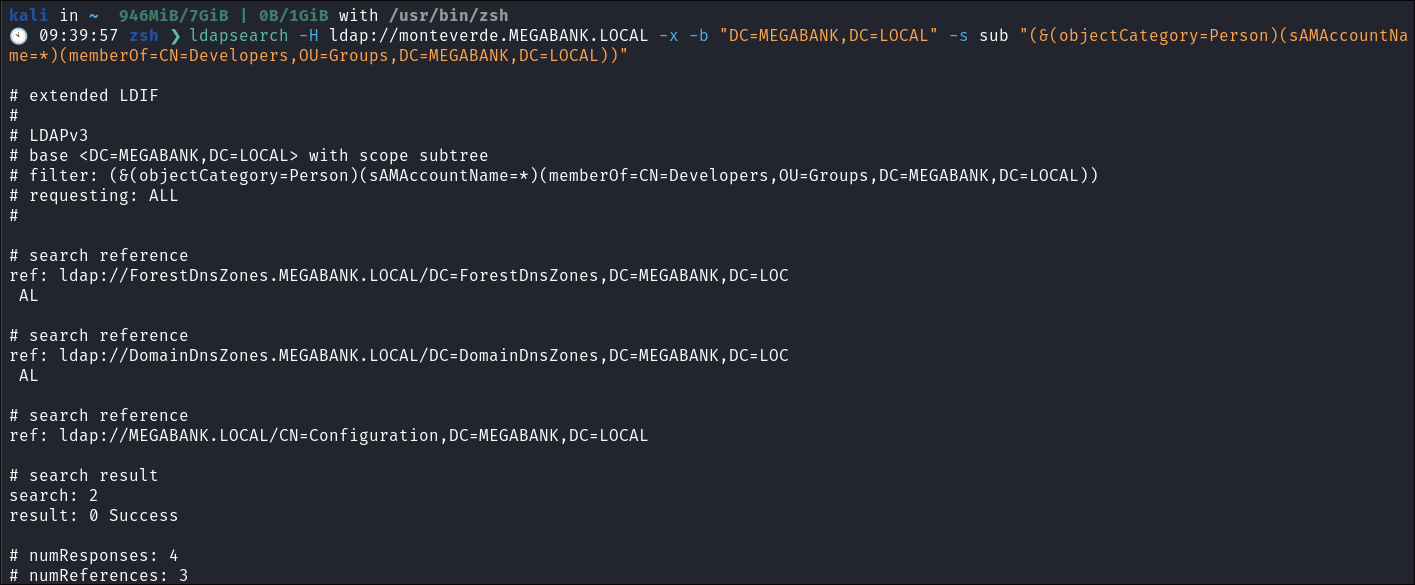 kali in ~  946MiB/7GiB | 0B/1GiB with /usr/bin/zsh
🕙 09:39:57 zsh ❯ ldapsearch -H ldap://monteverde.MEGABANK.LOCAL -x -b "DC=MEGABANK,DC=LOCAL" -s sub "(&(objectCategory=Person)(sAMAccountNa
me=*)(memberOf=CN=Developers,OU=Groups,DC=MEGABANK,DC=LOCAL))"

# extended LDIF
#
# LDAPv3
# base <DC=MEGABANK,DC=LOCAL> with scope subtree
# filter: (&(objectCategory=Person)(sAMAccountName=*)(memberOf=CN=Developers,OU=Groups,DC=MEGABANK,DC=LOCAL))
# requesting: ALL
#

# search reference
ref: ldap://ForestDnsZones.MEGABANK.LOCAL/DC=ForestDnsZones,DC=MEGABANK,DC=LOC
 AL

# search reference
ref: ldap://DomainDnsZones.MEGABANK.LOCAL/DC=DomainDnsZones,DC=MEGABANK,DC=LOC
 AL

# search reference
ref: ldap://MEGABANK.LOCAL/CN=Configuration,DC=MEGABANK,DC=LOCAL

# search result
search: 2
result: 0 Success

# numResponses: 4
# numReferences: 3